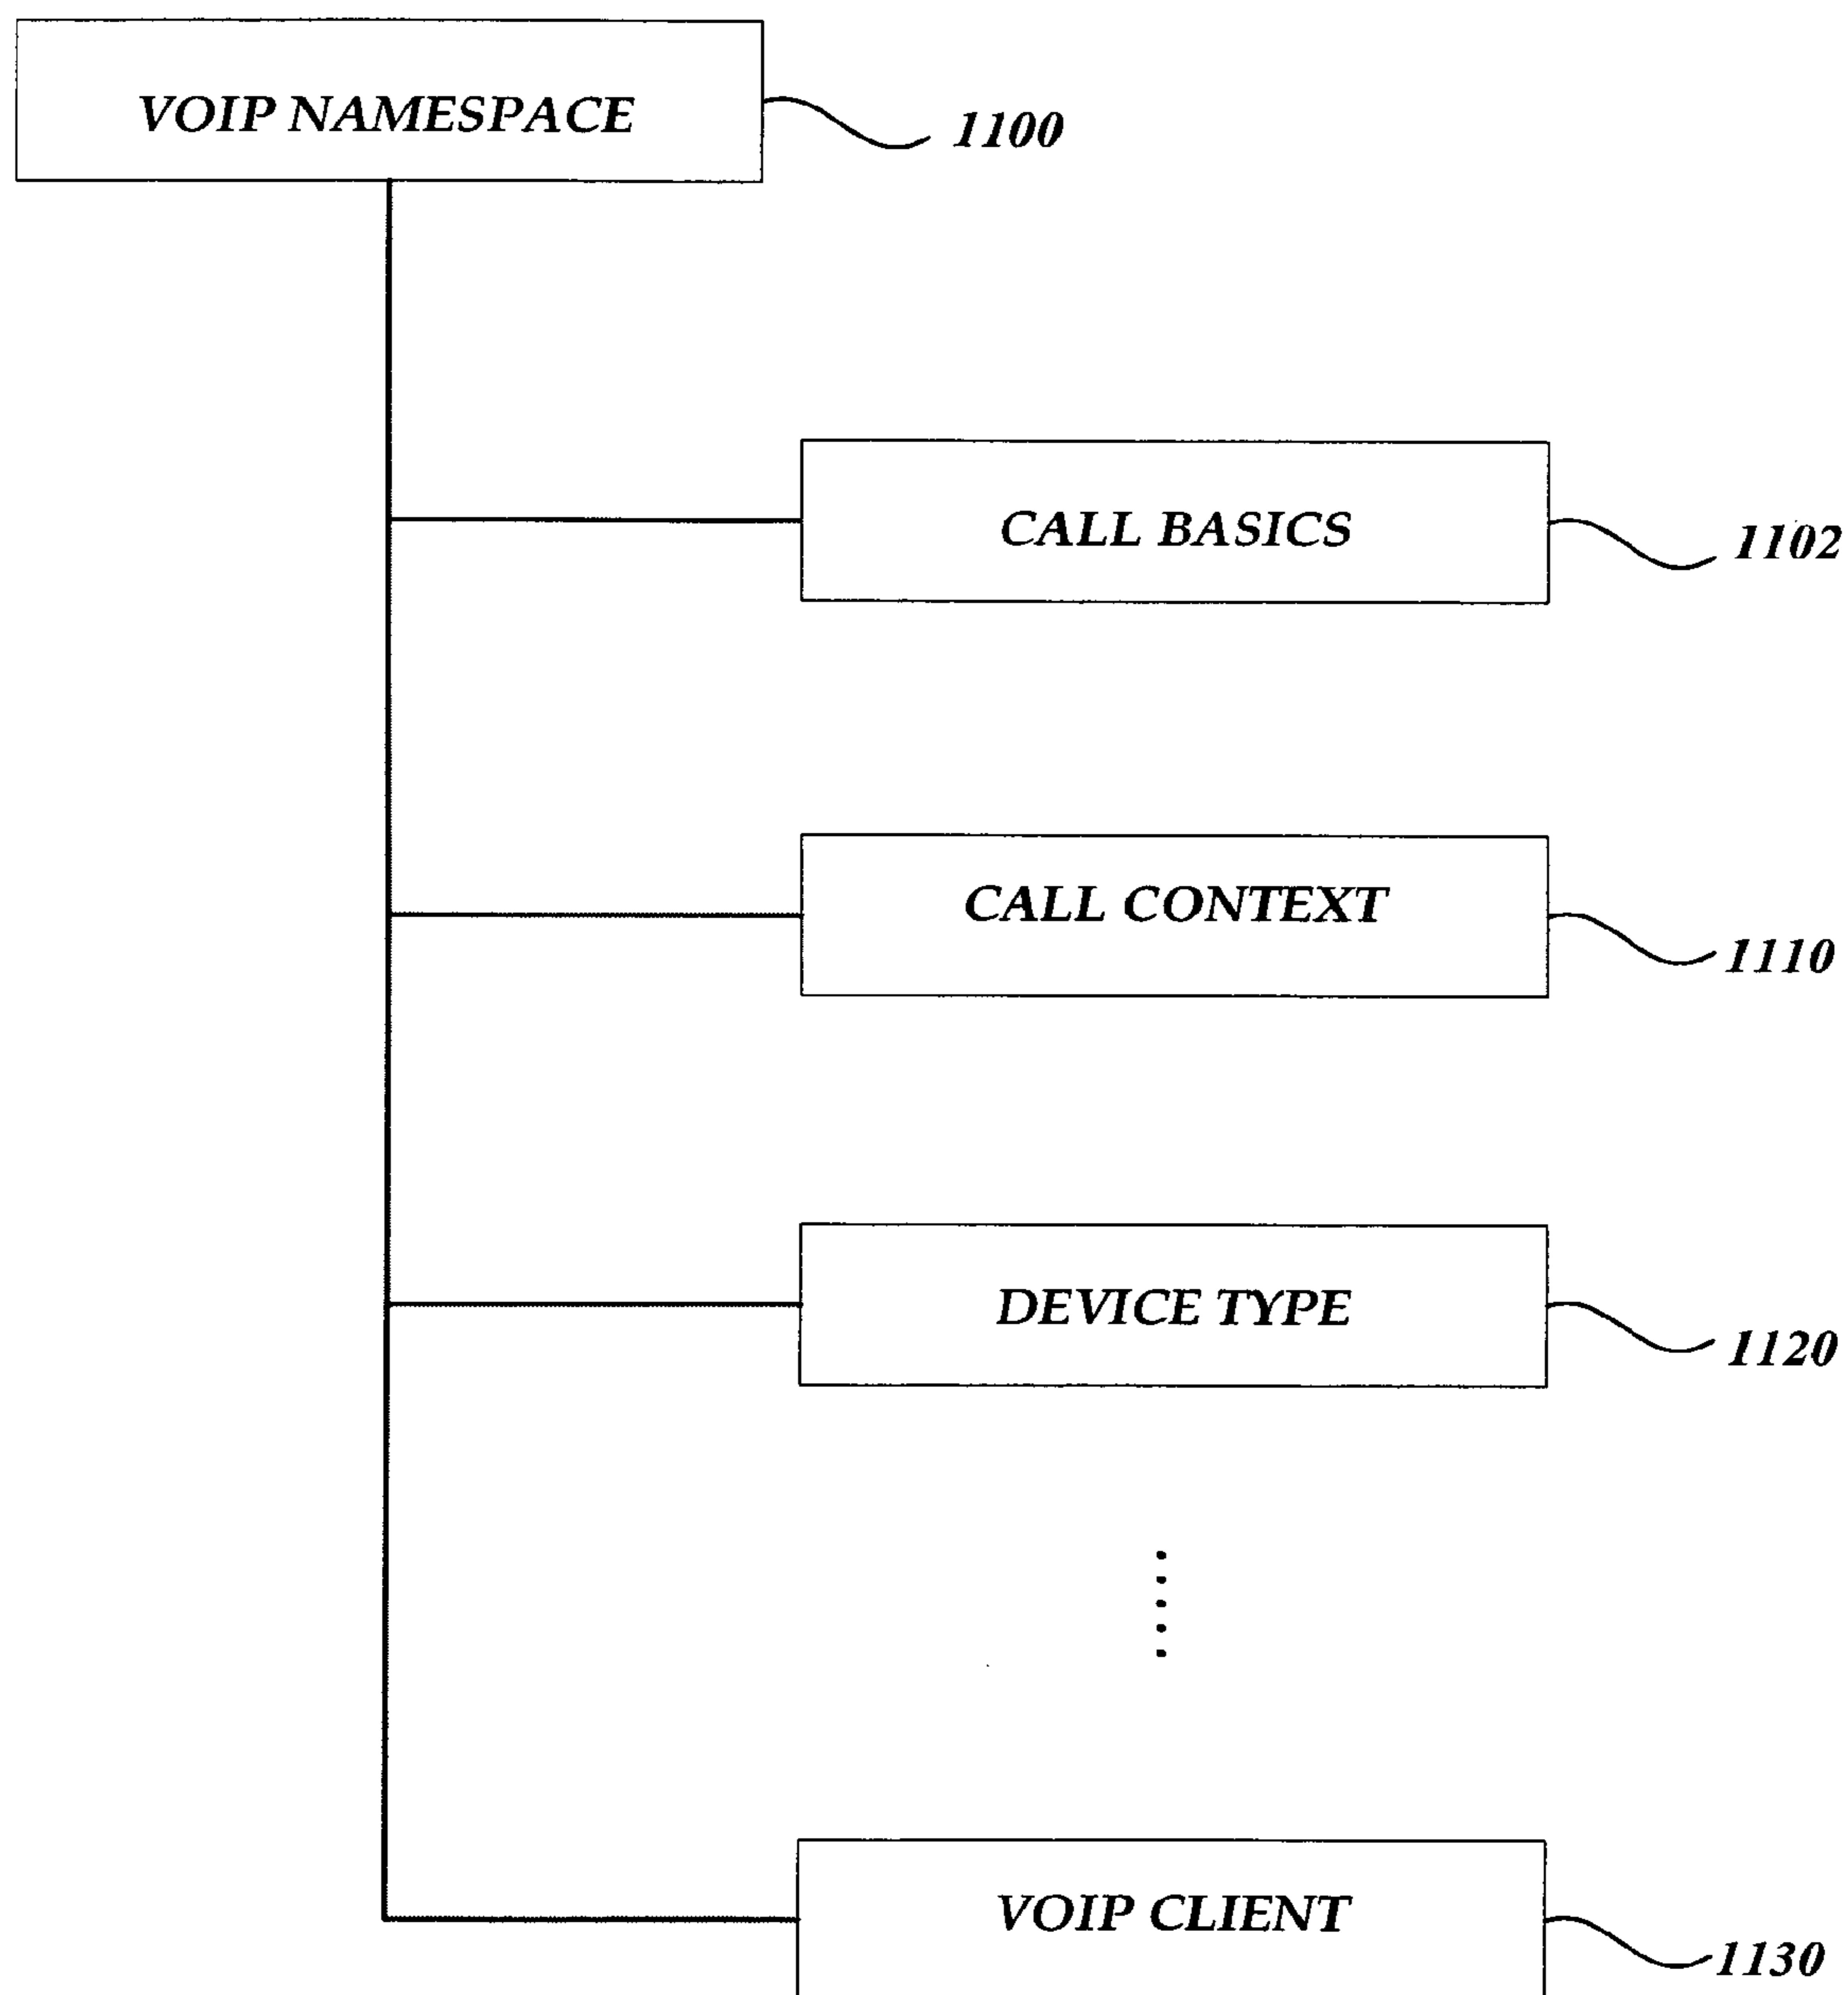 VOIP NAMESPACE
1100
CALL BASICS
1102
CALL CONTEXT
1110
DEVICE TYPE
1120
VOIP CLIENT
1130